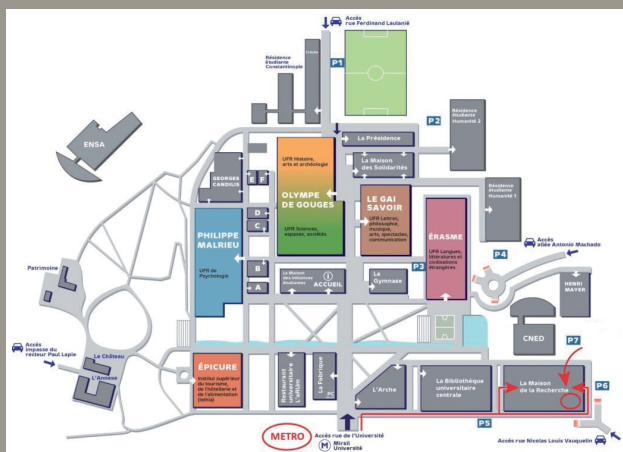 Accès
rue Ferdinand Lautanié
P1
Crèche
Résidence
étudiante
Constantinople
P2
Résidence
étudiante
Humanité 2
ENSA
La Présidence
La Maison
des Solidarités
GEORGES
CANDILIS
E
F
UFR Histoire,
arts et archéologie
OLYMPE
DE GOUGES
UFR Sciences,
espaces, sociétés
LE GAI
SAVOIR
UFR Lettres,
philosophie,
musique,
arts, spectacles,
communication
Résidence
étudiante
Humanité 1
ÉRASME
UFR Langues,
littératures et
civilisations
étrangères
PHILIPPE
MALRIEU
UFR de
Psychologie
D
C
B
A
P4
Accès
allée Antonio Machado
P3
La Maison
des Initiatives
Étudiantes
i
ACCUEIL
Le
Gymnase
HENRI
MAYER
Patrimoine
CNED
P7
Accès
impasse du
recteur Paul Lapie
Le Château
L'Annexe
ÉPICURE
Institut supérieur
du tourisme,
de l'hôtellerie et
de l'alimentation
(Isthia)
Restaurant
universitaire
La Fabrique
PC
L'Arche
La Bibliothèque
universitaire
centrale
La Maison
de la Recherche
P6
P5
METRO
Accès rue de l'Université
M
Mirail
Université
Accès rue Nicolas Louis Vauquelin